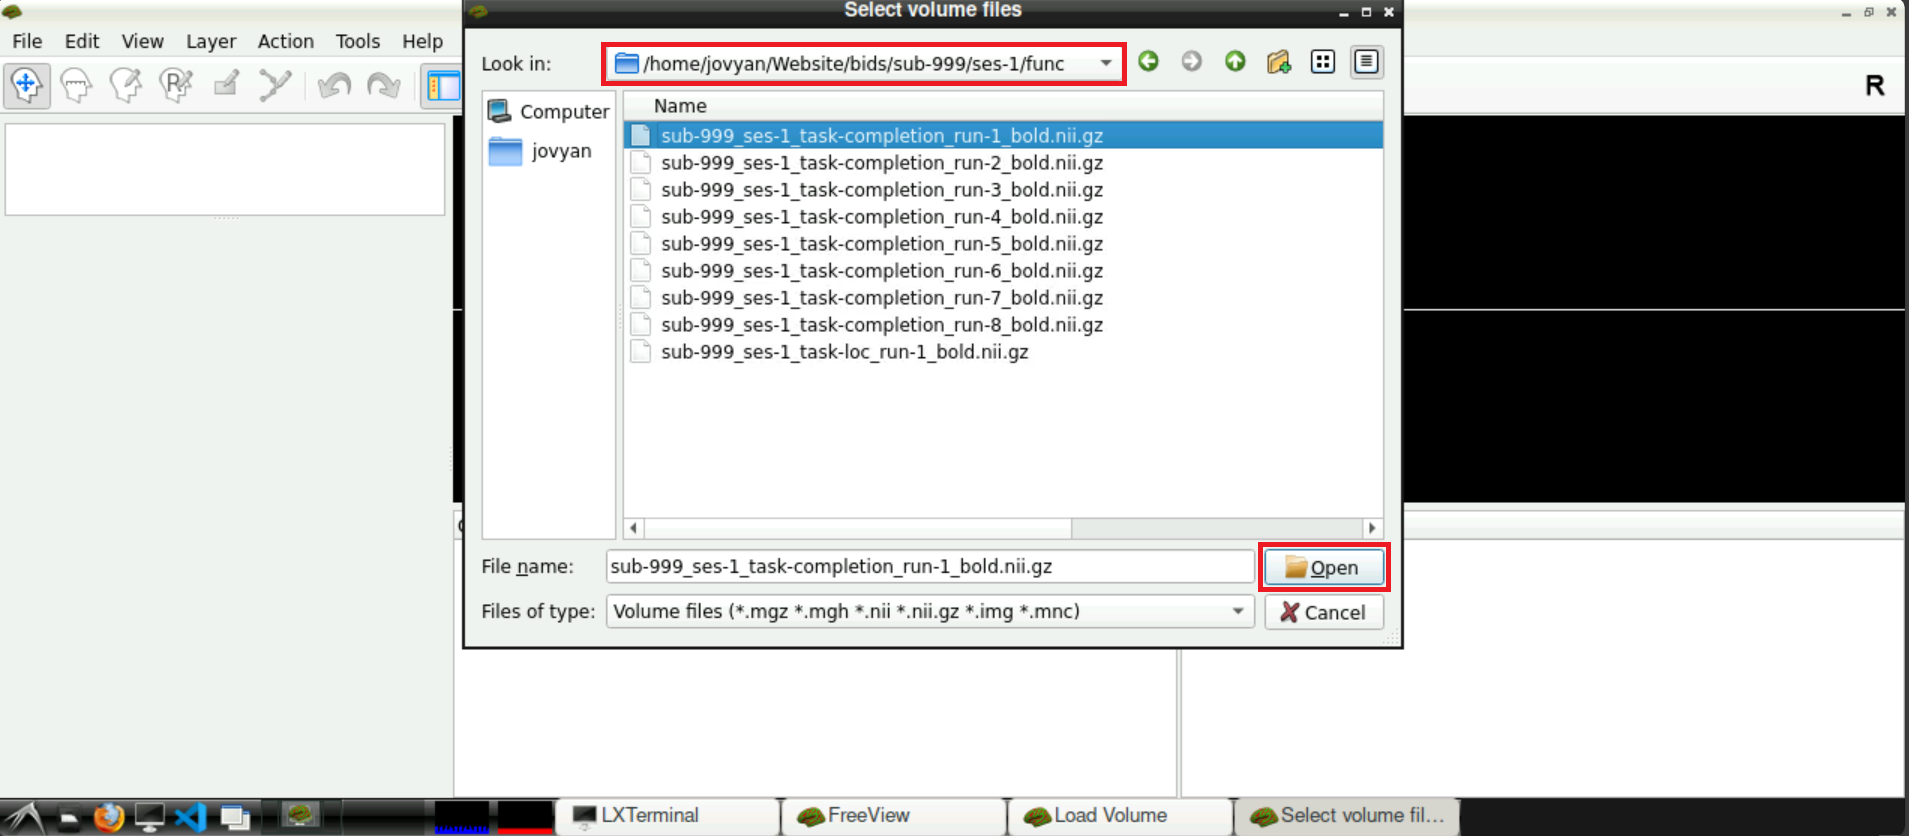 Select volume files
File Edit View Layer Action Tools Help
Look in:
/home/jovyan/Website/bids/sub-999/ses-1/func
R
R
Computer
jovyan
Name
sub-999_ses-1_task-completion_run-1_bold.nii.gz
sub-999_ses-1_task-completion_run-2_bold.nii.gz
sub-999_ses-1_task-completion_run-3_bold.nii.gz
sub-999_ses-1_task-completion_run-4_bold.nii.gz
sub-999_ses-1_task-completion_run-5_bold.nii.gz
sub-999_ses-1_task-completion_run-6_bold.nii.gz
sub-999_ses-1_task-completion_run-7_bold.nii.gz
sub-999_ses-1_task-completion_run-8_bold.nii.gz
sub-999_ses-1_task-loc_run-1_bold.nii.gz
File name: sub-999_ses-1_task-completion_run-1_bold.nii.gz Open
Files of type: Volume files (*.mgz *.mgh *.nii *.nii.gz *.img *.mnc) Cancel
LXTerminal FreeView Load Volume Select volume fil...